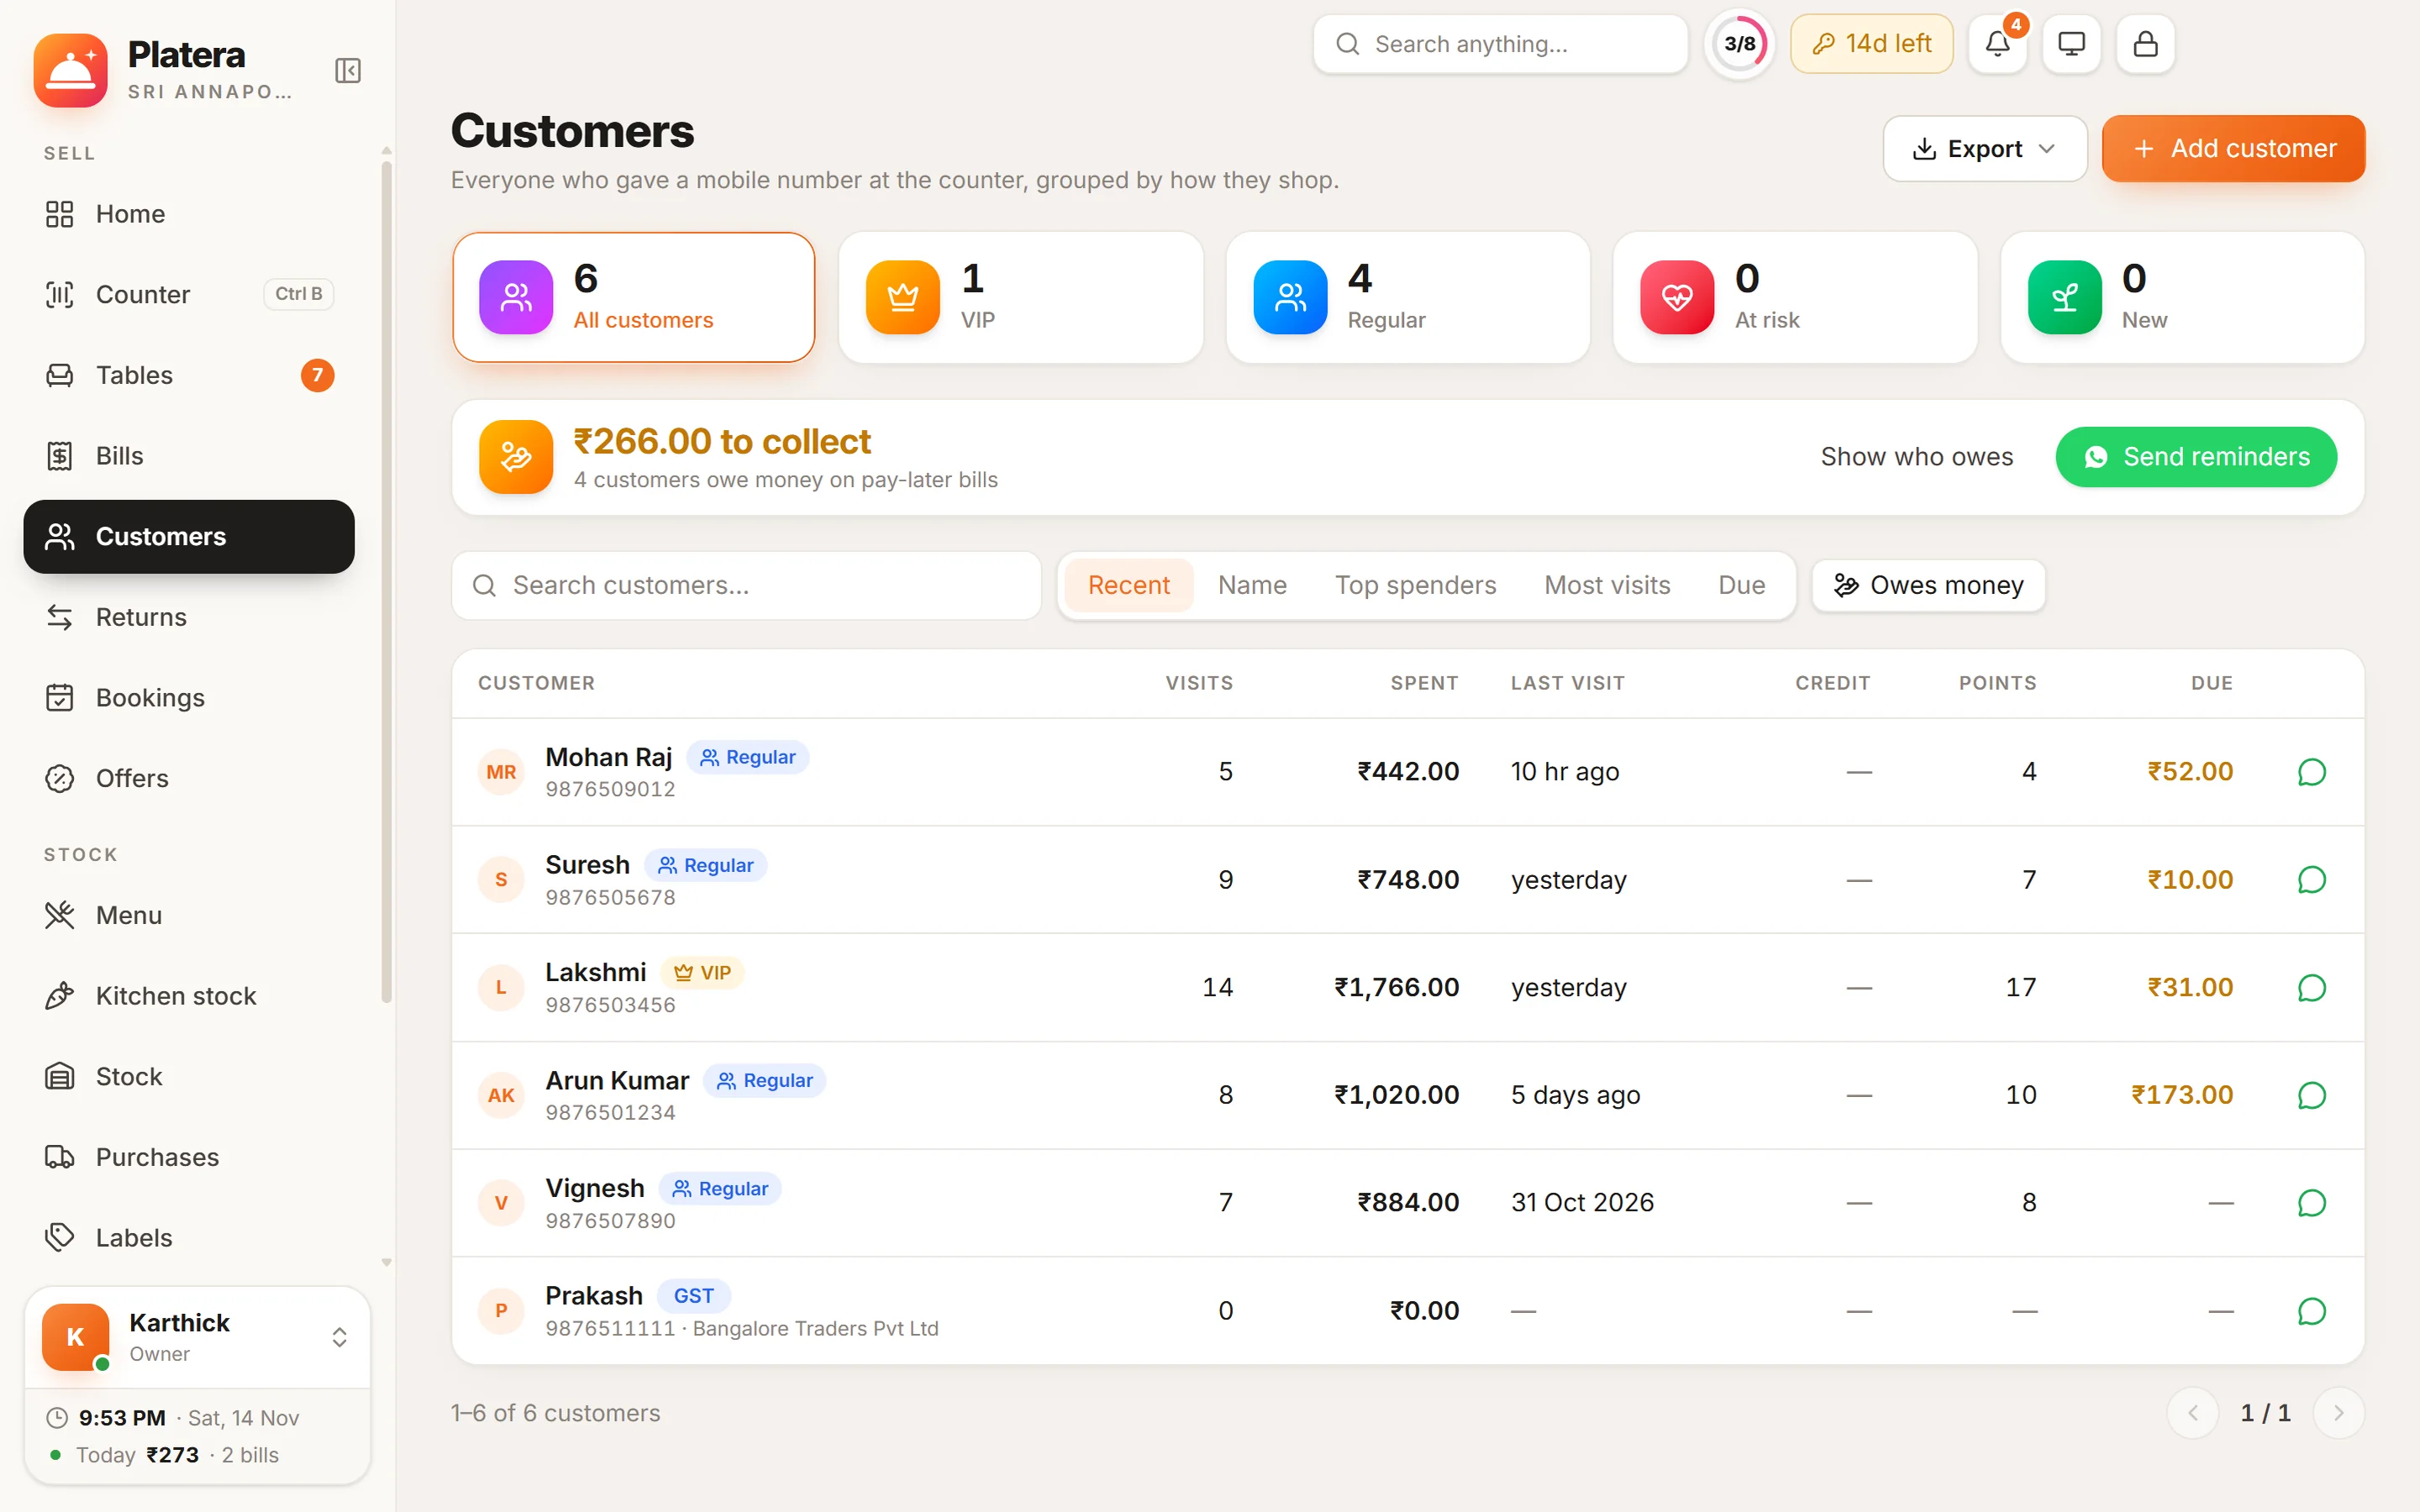 Platera
SRI ANNAPO...
SELL
Home
Counter Ctrl B
Tables 7
Bills
Customers
Returns
Bookings
Offers
STOCK
Menu
Kitchen stock
Stock
Purchases
Labels
K Karthick
Owner
9:53 PM · Sat, 14 Nov
Today ₹273 · 2 bills
Search anything... 3/8 14d left 4
Customers
Everyone who gave a mobile number at the counter, grouped by how they shop.
Export + Add customer
6 All customers
1 VIP
4 Regular
0 At risk
0 New
₹266.00 to collect
4 customers owe money on pay-later bills
Show who owes Send reminders
Search customers... Recent Name Top spenders Most visits Due Owes money
CUSTOMER VISITS SPENT LAST VISIT CREDIT POINTS DUE
MR Mohan Raj Regular 5 ₹442.00 10 hr ago — 4 ₹52.00
9876509012
S Suresh Regular 9 ₹748.00 yesterday — 7 ₹10.00
9876505678
L Lakshmi VIP 14 ₹1,766.00 yesterday — 17 ₹31.00
9876503456
AK Arun Kumar Regular 8 ₹1,020.00 5 days ago — 10 ₹173.00
9876501234
V Vignesh Regular 7 ₹884.00 31 Oct 2026 — 8 —
9876507890
P Prakash GST 0 ₹0.00 — — — —
9876511111 · Bangalore Traders Pvt Ltd
1–6 of 6 customers 1 / 1